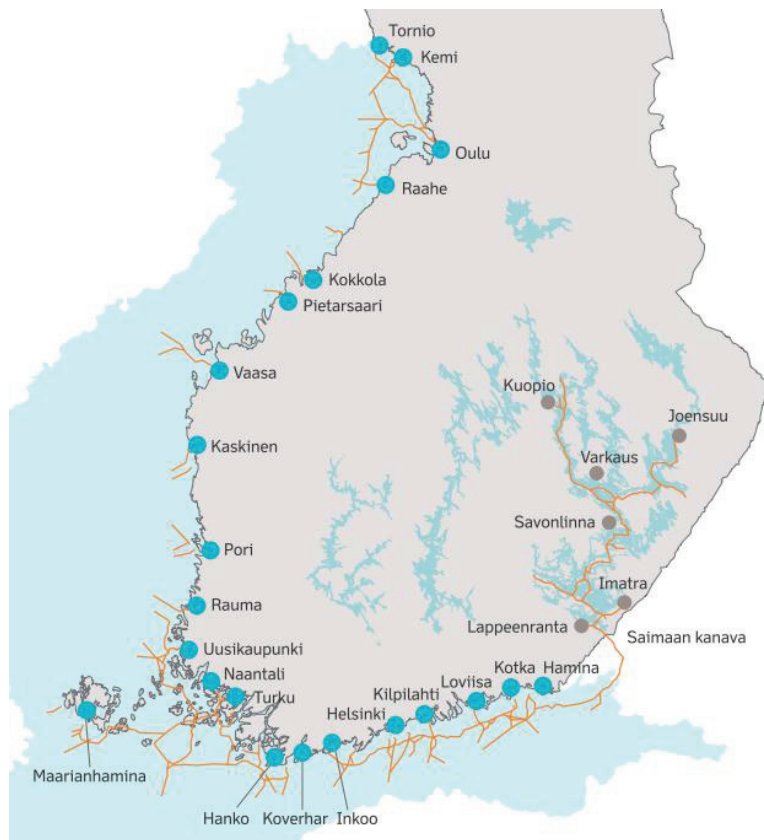 Tornio
Kemi
Oulu
Raahe
Kokkola
Pietarsaari
Vaasa
Kuopio
Joensuu
Kaskinen
Varkaus
Savonlinna
Pori
Imatra
Rauma
Lappeenranta
Saimaan kanava
Uusikaupunki
Naantali
Turku
Kotka
Hamina
Loviisa
Kilpilahti
Helsinki
Maarianhamina
Hanko
Koverhar
Inkoo